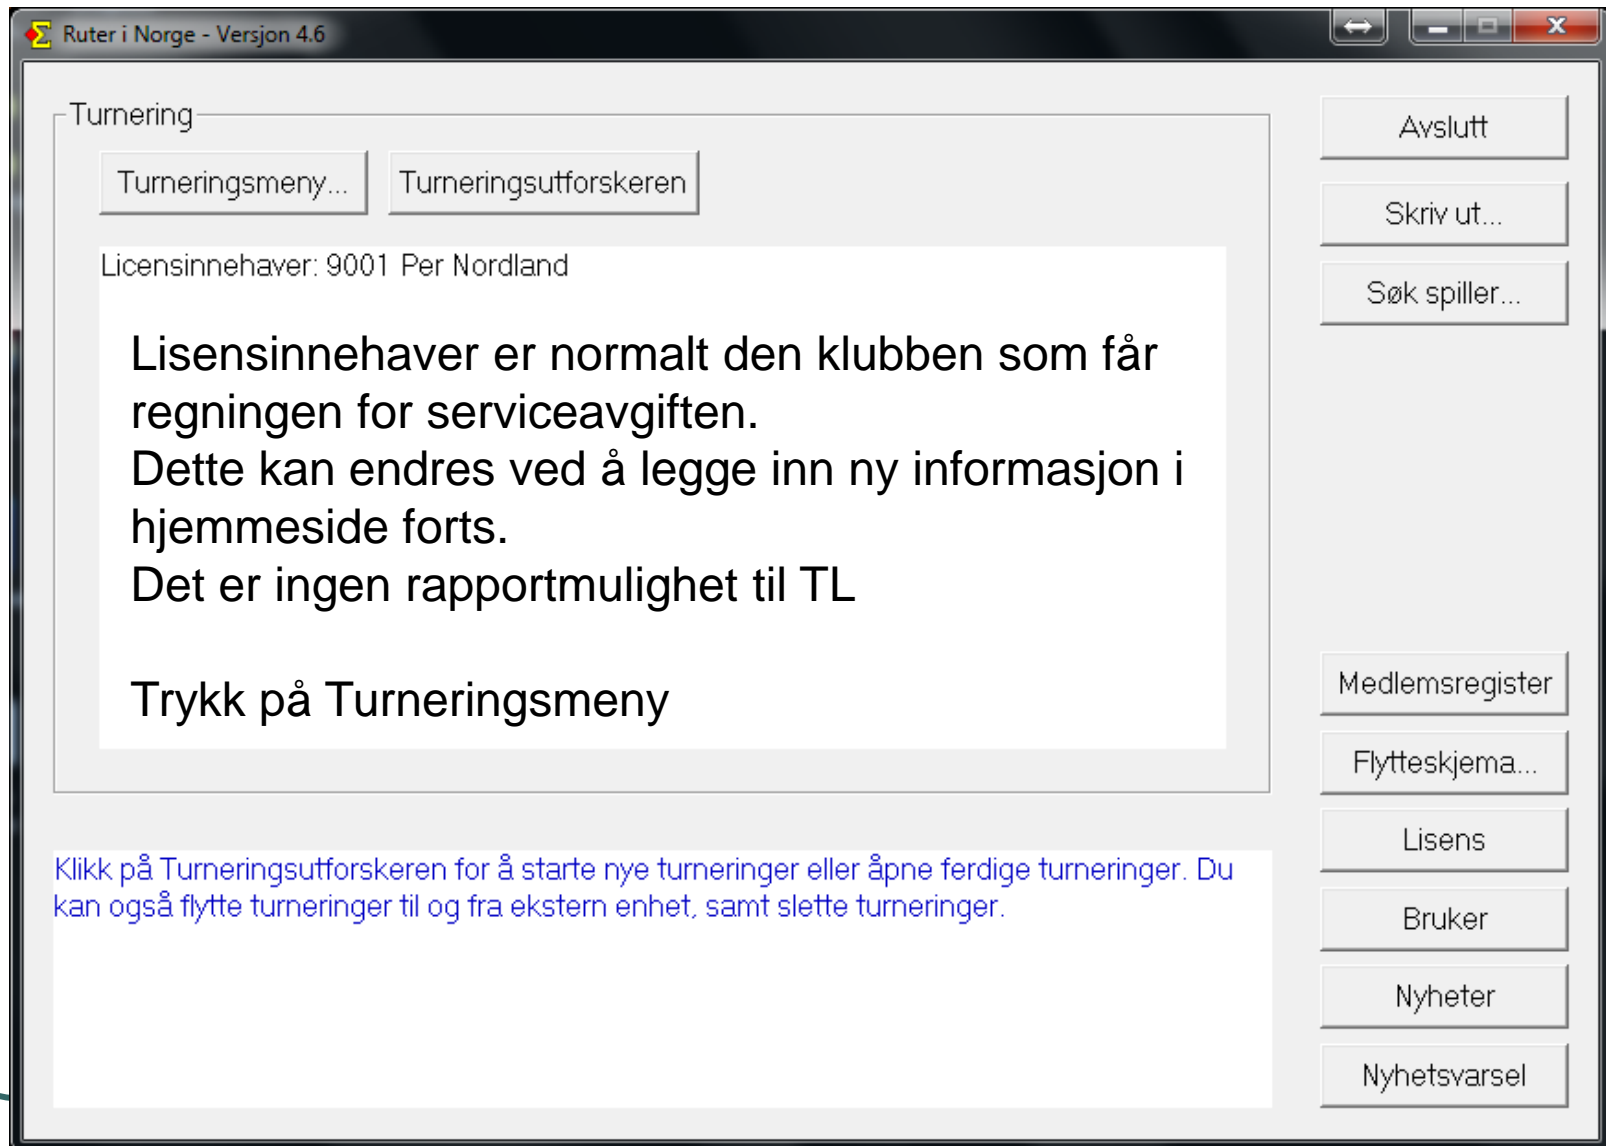 Ruter i Norge - Versjon 4.6
Turnering
Turneringsmeny...
Turneringsutforskeren
Licensinnehaver: 9001 Per Nordland
Lisensinnehaver er normalt den klubben som får
regningen for serviceavgiften.
Dette kan endres ved å legge inn ny informasjon i
hjemmeside forts.
Det er ingen rapportmulighet til TL
Trykk på Turneringsmeny
Klikk på Turneringsutforskeren for å starte nye turneringer eller åpne ferdige turneringer. Du
kan også flytte turneringer til og fra ekstern enhet, samt slette turneringer.
Avslutt
Skriv ut...
Søk spiller...
Medlemsregister
Flytteskjema...
Lisens
Bruker
Nyheter
Nyhetsvarsel